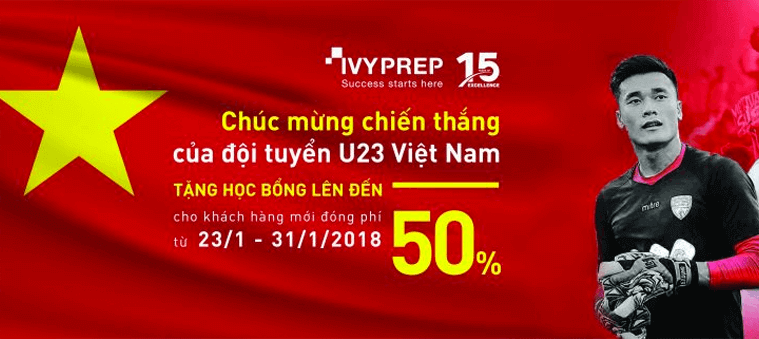 IVYPREP
Success starts here
15
EXCELLENCE
Chúc mừng chiến thắng
của đội tuyển U23 Việt Nam
TẶNG HỌC BỔNG LÊN ĐẾN
cho khách hàng mới đóng phí
từ 23/1 - 31/1/2018
50%
mitre